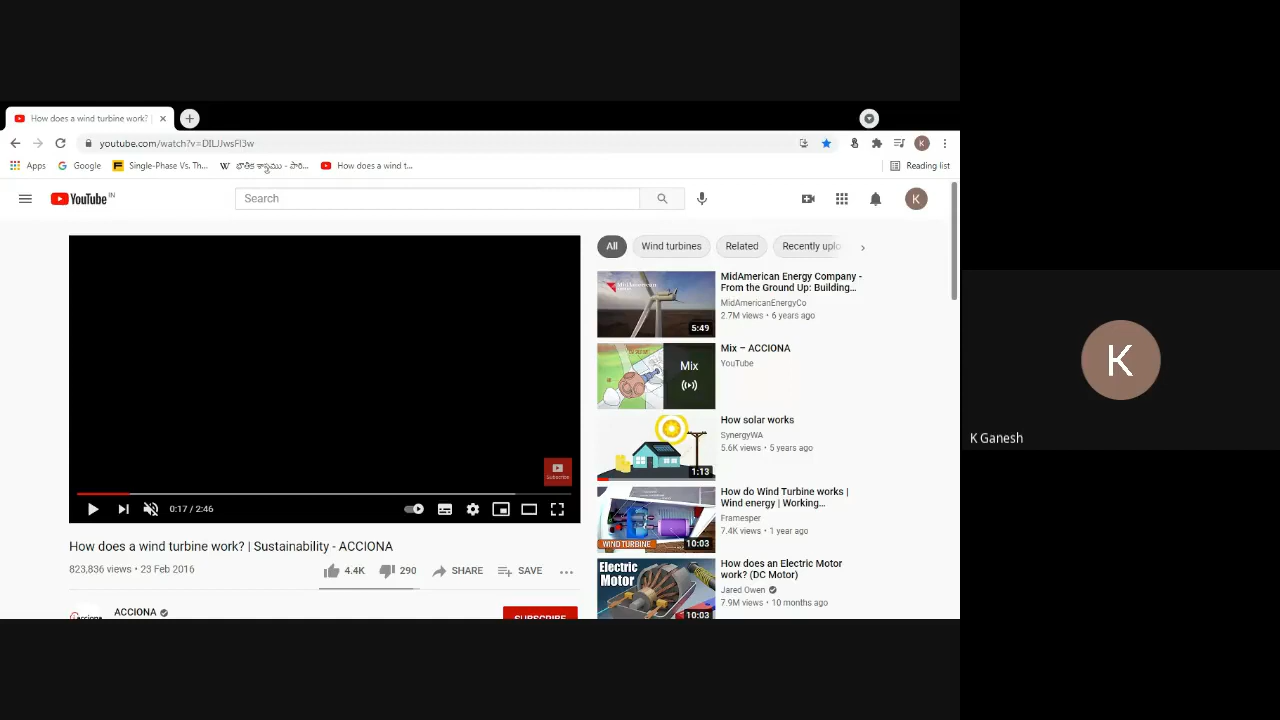 How does a wind turbine work? |
youtube.com/watch?v=DILJJwsFl3w
K
Apps
Google
Single-Phase Vs. Th...
W
భౌతిక శాస్త్రము - పారి...
How does a wind t...
Reading list
YouTube IN
Search
K
All
Wind turbines
Related
Recently uplo
MidAmerican Energy Company -
From the Ground Up: Building...
MidAmericanEnergyCo
2.7M views • 6 years ago
5:49
Mix – ACCIONA
YouTube
Mix
How solar works
SynergyWA
5.6K views • 5 years ago
1:13
How do Wind Turbine works |
Wind energy | Working...
Framesper
7.4K views • 1 year ago
WIND TURBINE
10:03
How does an Electric Motor
work? (DC Motor)
Jared Owen
7.9M views • 10 months ago
Electric
Motor
10:03
Subscribe
0:17 / 2:46
How does a wind turbine work? | Sustainability - ACCIONA
823,836 views • 23 Feb 2016
4.4K
290
SHARE
SAVE
ACCIONA
acciona
SUBSCRIBE
K
K Ganesh